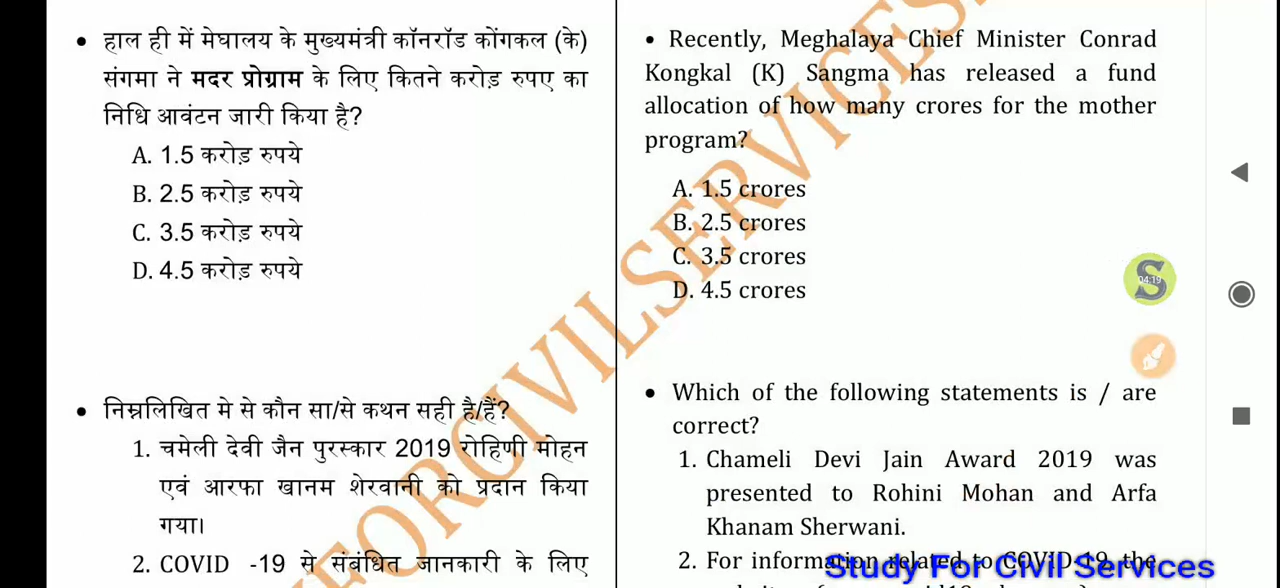 • हाल ही में मेघालय के मुख्यमंत्री कॉनरॉड कोंगकल (के)
संगमा ने मदर प्रोग्राम के लिए कितने करोड़ रुपए का
निधि आवंटन जारी किया है?
A. 1.5 करोड़ रुपये
B. 2.5 करोड़ रुपये
C. 3.5 करोड़ रुपये
D. 4.5 करोड़ रुपये
• निम्नलिखित मे से कौन सा/से कथन सही है/हैं?
1. चमेली देवी जैन पुरस्कार 2019 रोहिणी मोहन
एवं आरफा खानम शेरवानी को प्रदान किया
गया।
2. COVID -19 से संबंधित जानकारी के लिए
• Recently, Meghalaya Chief Minister Conrad
Kongkal (K) Sangma has released a fund
allocation of how many crores for the mother
program?
A. 1.5 crores
B. 2.5 crores
C. 3.5 crores
D. 4.5 crores
• Which of the following statements is / are
correct?
1. Chameli Devi Jain Award 2019 was
presented to Rohini Mohan and Arfa
Khanam Sherwani.
2. For information related to COVID-19, the
Study For Civil Services
FORCIVILSERVICES
S
04:19